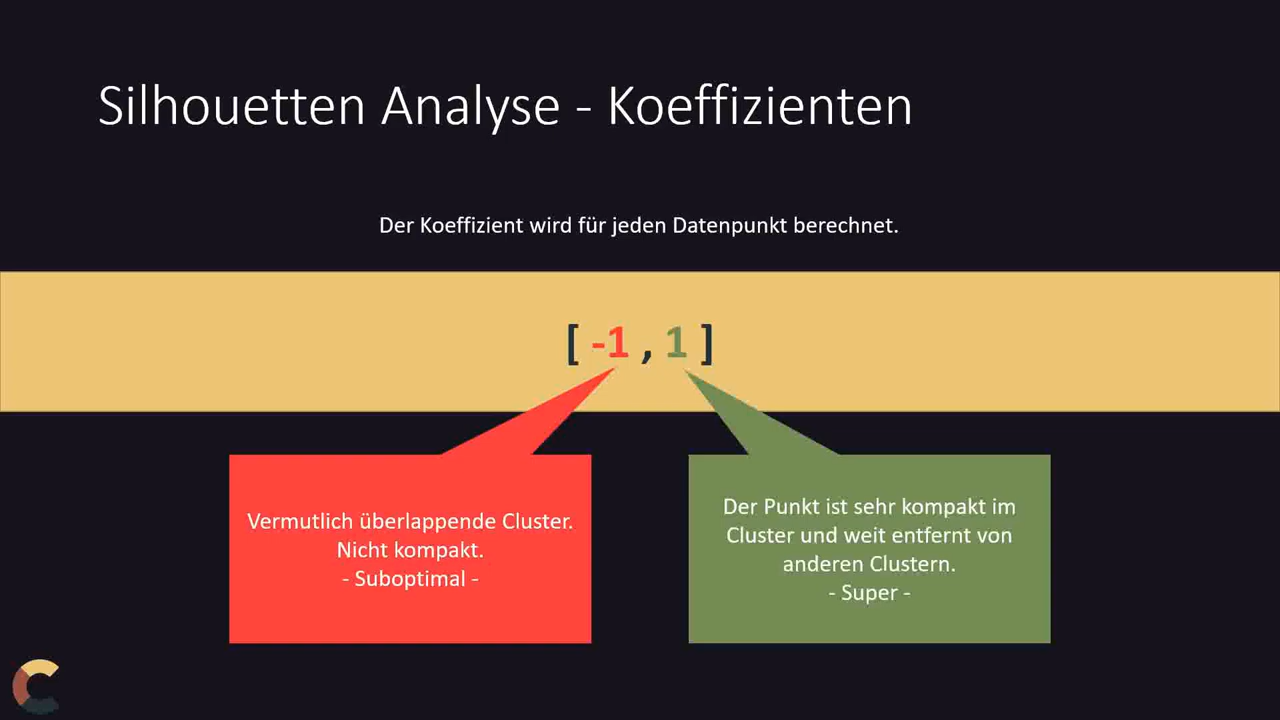 Silhouetten Analyse - Koeffizienten
Der Koeffizient wird für jeden Datenpunkt berechnet.
[ -1 , 1 ]
Vermutlich überlappende Cluster.
Nicht kompakt.
- Suboptimal -
Der Punkt ist sehr kompakt im
Cluster und weit entfernt von
anderen Clustern.
- Super -